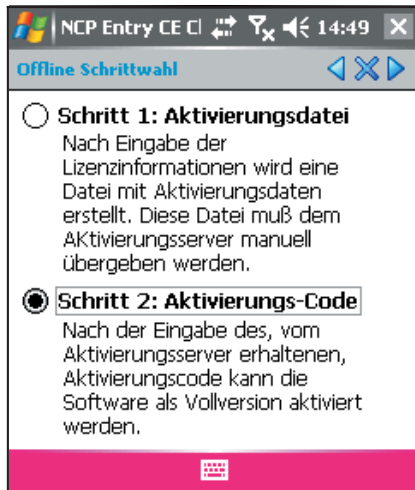 NCP Entry CE Cl 14:49
Offline Schrittwahl
Schritt 1: Aktivierungsdatei
Nach Eingabe der
Lizenzinformationen wird eine
Datei mit Aktivierungsdaten
erstellt. Diese Datei muß dem
AKtivierungsserver manuell
übergeben werden.
Schritt 2: Aktivierungs-Code
Nach der Eingabe des, vom
Aktivierungsserver erhaltenen,
Aktivierungscode kann die
Software als Vollversion aktiviert
werden.